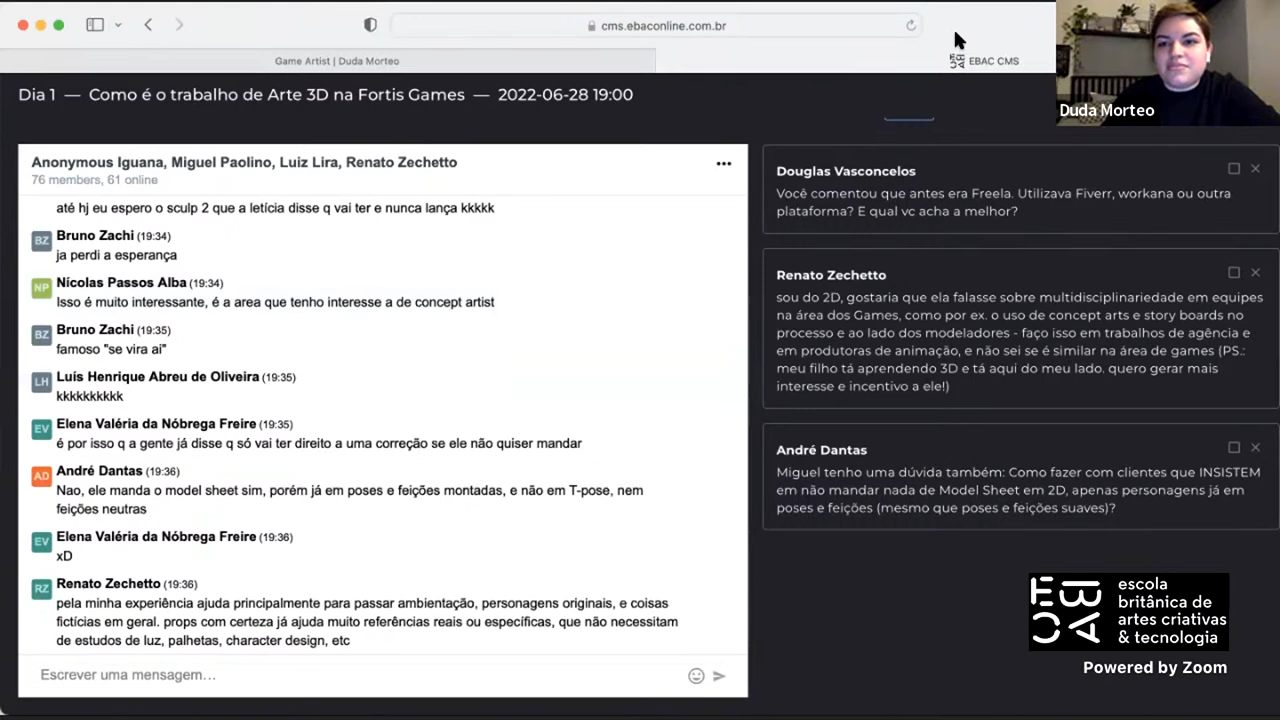 cms.ebaconline.com.br
Game Artist | Duda Morteo
EBAC CMS
Duda Morteo
Dia 1 — Como é o trabalho de Arte 3D na Fortis Games — 2022-06-28 19:00
Anonymous Iguana, Miguel Paolino, Luiz Lira, Renato Zechetto
76 members, 61 online
até hj eu espero o sculp 2 que a letícia disse q vai ter e nunca lança kkkkk
BZ
Bruno Zachi (19:34)
ja perdi a esperança
NP
Nícolas Passos Alba (19:34)
Isso é muito interessante, é a area que tenho interesse a de concept artist
BZ
Bruno Zachi (19:35)
famoso "se vira ai"
LH
Luis Henrique Abreu de Oliveira (19:35)
kkkkkkkkkk
EV
Elena Valéria da Nóbrega Freire (19:35)
é por isso q a gente já disse q só vai ter direito a uma correção se ele não quiser mandar
AD
André Dantas (19:36)
Nao, ele manda o model sheet sim, porém já em poses e feições montadas, e não em T-pose, nem
feições neutras
EV
Elena Valéria da Nóbrega Freire (19:36)
xD
RZ
Renato Zechetto (19:36)
pela minha experiência ajuda principalmente para passar ambientação, personagens originais, e coisas
fictícias em geral. props com certeza já ajuda muito referências reais ou específicas, que não necessitam
de estudos de luz, palhetas, character design, etc
Escrever uma mensagem...
Douglas Vasconcelos
Você comentou que antes era Freela. Utilizava Fiverr, workana ou outra
plataforma? E qual vc acha a melhor?
Renato Zechetto
sou do 2D, gostaria que ela falasse sobre multidisciplinariedade em equipes
na área dos Games, como por ex. o uso de concept arts e story boards no
processo e ao lado dos modeladores - faço isso em trabalhos de agência e
em produtoras de animação, e não sei se é similar na área de games (PS.:
meu filho tá aprendendo 3D e tá aqui do meu lado. quero gerar mais
interesse e incentivo a ele!)
André Dantas
Miguel tenho uma dúvida também: Como fazer com clientes que INSISTEM
em não mandar nada de Model Sheet em 2D, apenas personagens já em
poses e feições (mesmo que poses e feições suaves)?
EBAC
escola
britânica de
artes criativas
& tecnologia
Powered by Zoom